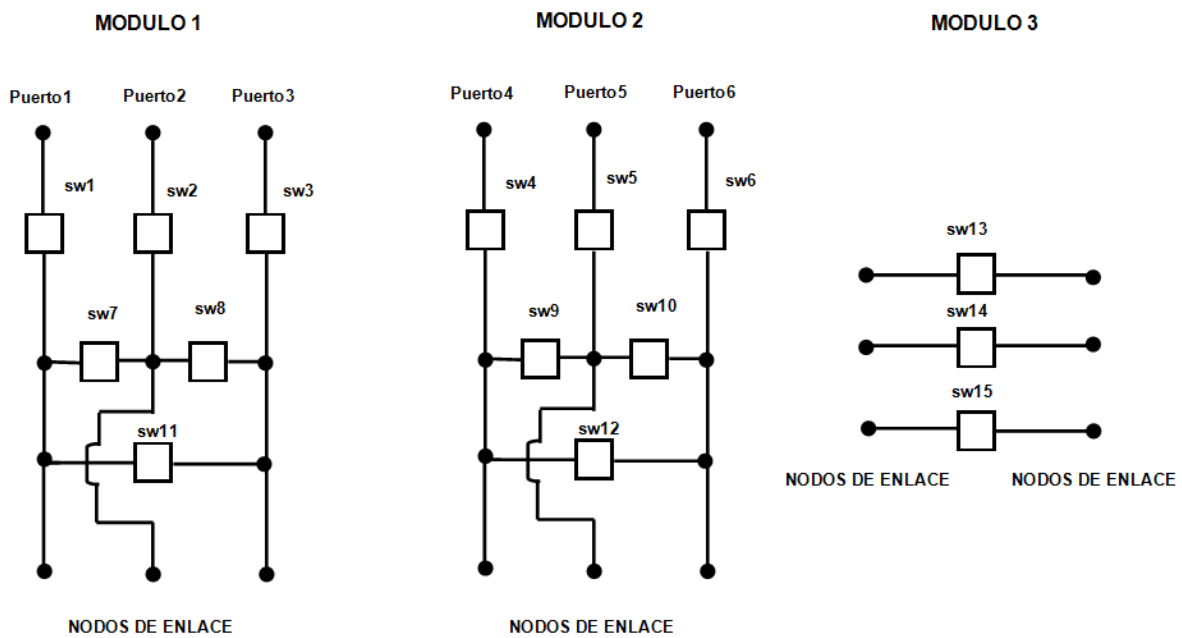 MODULO 1
MODULO 2
MODULO 3
Puerto1
Puerto2
Puerto3
Puerto4
Puerto5
Puerto6
sw1
sw2
sw3
sw4
sw5
sw6
sw13
sw7
sw8
sw9
sw10
sw14
sw15
sw11
sw12
NODOS DE ENLACE
NODOS DE ENLACE
NODOS DE ENLACE
NODOS DE ENLACE